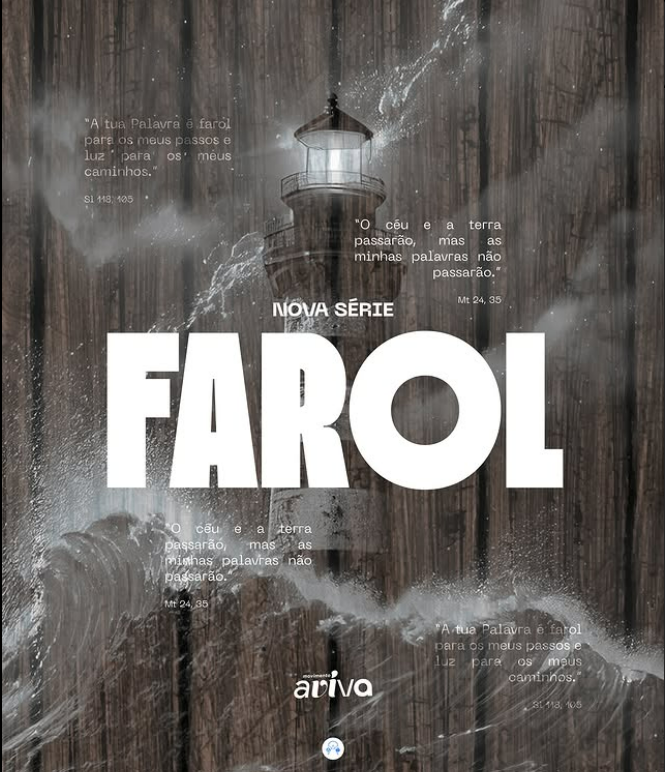 "A tua Palavra é farol
para os meus passos e
luz para os meus
caminhos."
Sl 118, 105
"O céu e a terra
passarão, mas as
minhas palavras não
passarão."
Mt 24, 35
NOVA SÉRIE
FAROL
"O céu e a terra
passarão, mas as
minhas palavras não
passarão."
Mt 24, 35
"A tua Palavra é farol
para os meus passos e
luz para os meus
caminhos."
Sl 118, 105
movimento
aviva